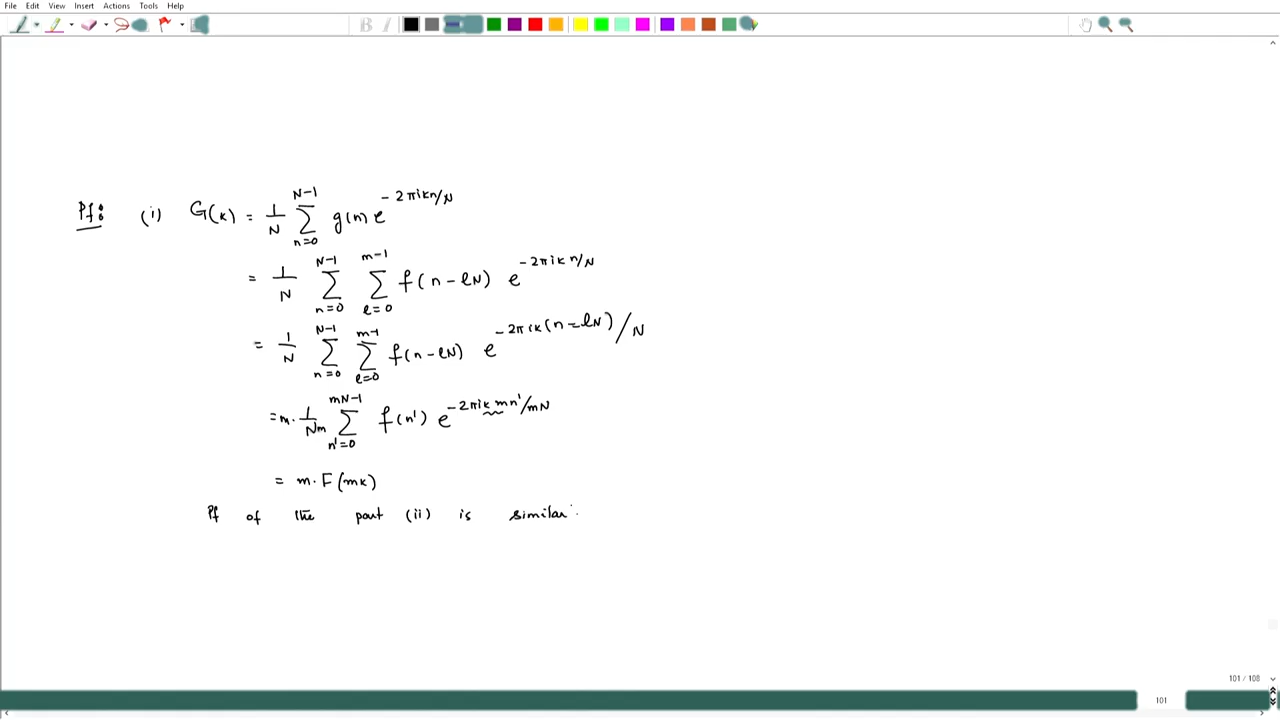 File Edit View Insert Actions Tools Help
B I
Pf: (i) G(k) = 1/N ∑_{n=0}^{N-1} g(n) e^{-2πikn/N}
= 1/N ∑_{n=0}^{N-1} ∑_{l=0}^{m-1} f(n-lN) e^{-2πikn/N}
= 1/N ∑_{n=0}^{N-1} ∑_{l=0}^{m-1} f(n-lN) e^{-2πik(n-lN)/N}
= m. 1/Nm ∑_{n'=0}^{mN-1} f(n') e^{-2πikmn'/mN}
= m. F(mk)
Pf of the part (ii) is similar.
101 / 108
101